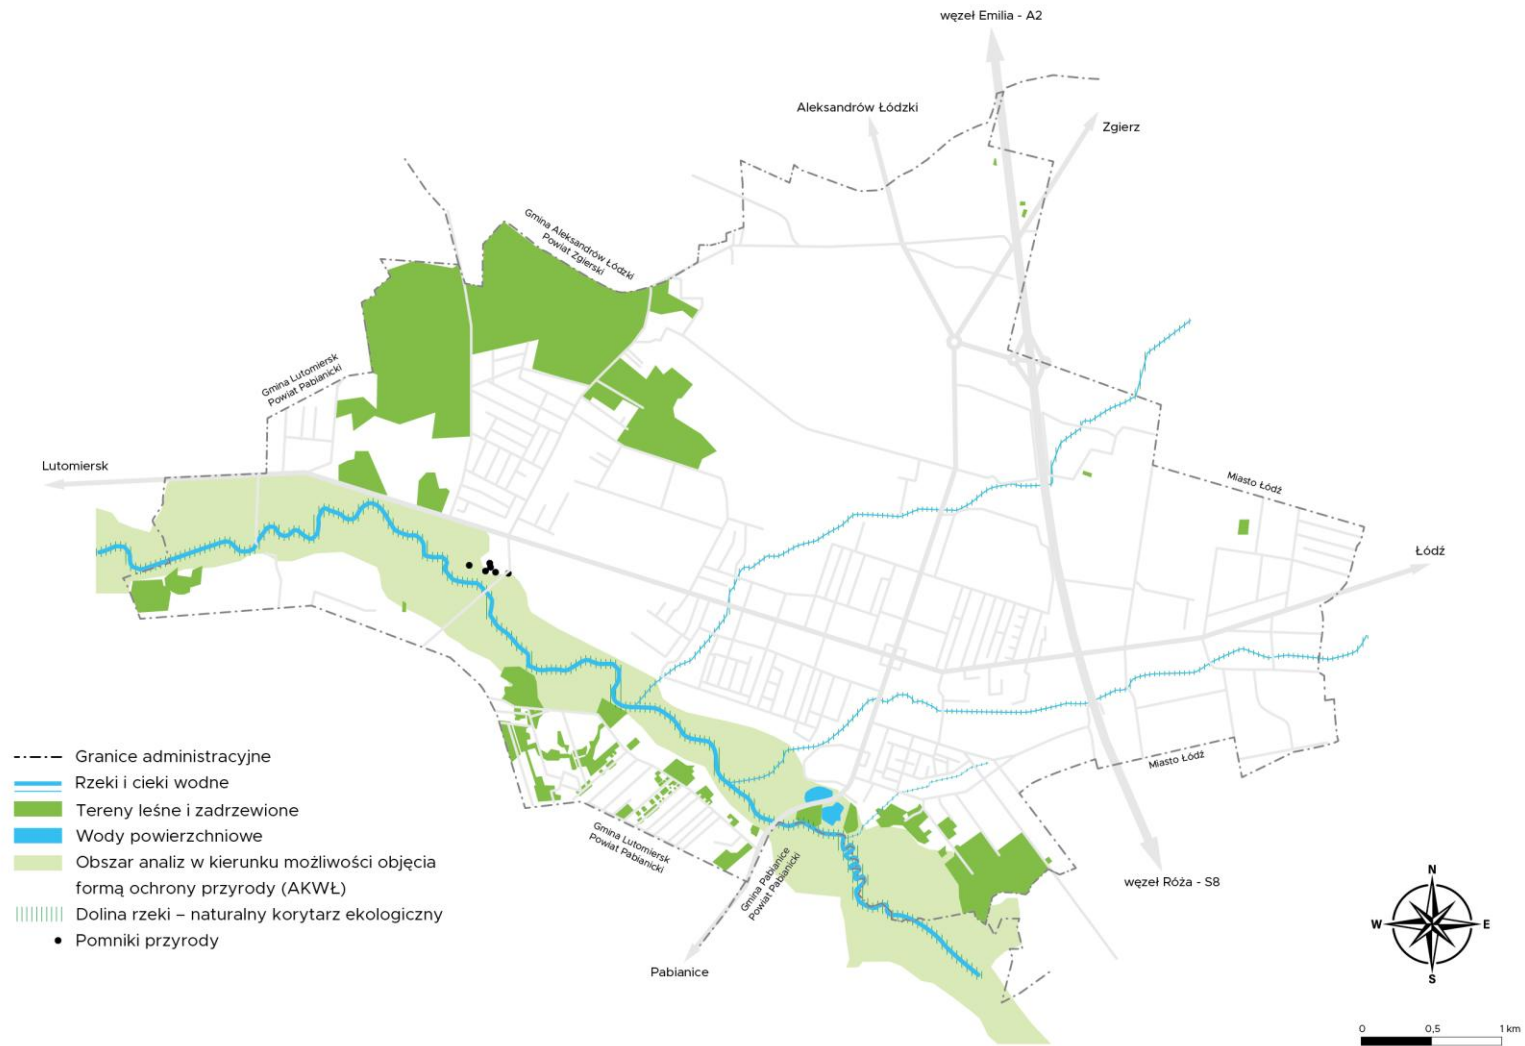 węzeł Emilia - A2
Aleksandrów Łódzki
Zgierz
Gmina Aleksandrów Łódzki
Powiat Zgierski
Gmina Lutomiersk
Powiat Pabianicki
Lutomiersk
Miasto Łódź
Łódź
Granice administracyjne
Rzeki i cieki wodne
Tereny leśne i zadrzewione
Wody powierzchniowe
Obszar analiz w kierunku możliwości objęcia
formą ochrony przyrody (AKWŁ)
Dolina rzeki – naturalny korytarz ekologiczny
Pomniki przyrody
Miasto Łódź
Gmina Lutomiersk
Powiat Pabianicki
Gmina Pabianice
Powiat Pabianicki
węzeł Róża - S8
Pabianice
N
W
E
S
0 0,5 1 km